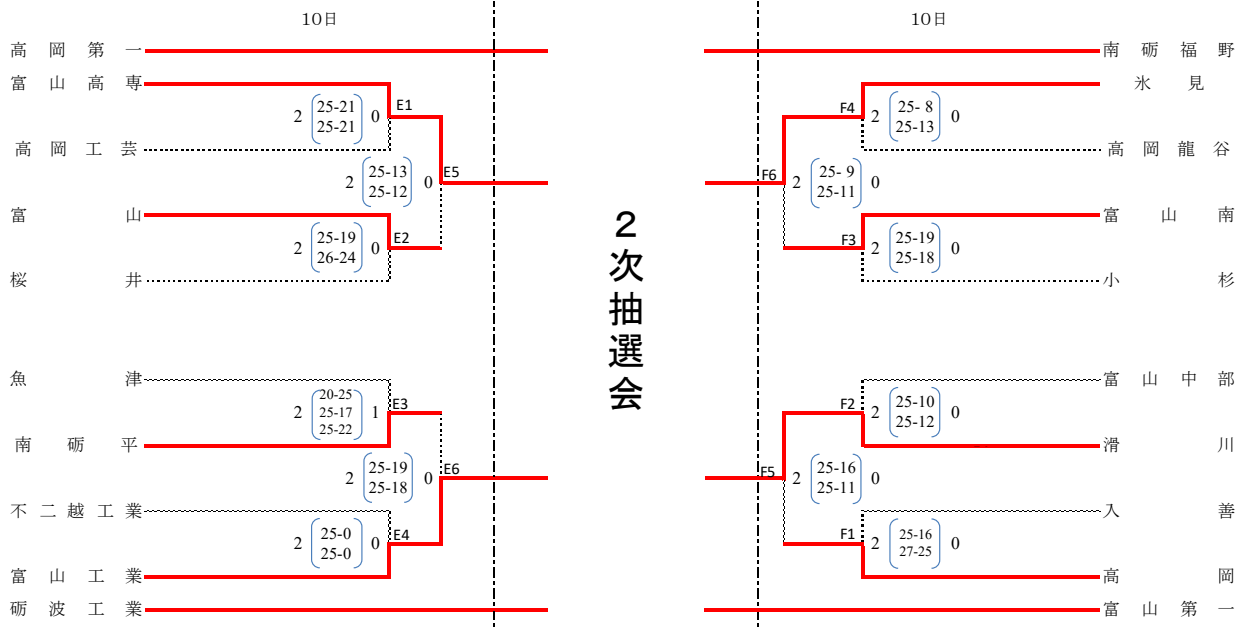 10日
高岡第一
富山高専
2 25-21 0 E1
25-21
高岡工芸
2 25-13 0 E5
25-12
富山
2 25-19 0 E2
26-24
桜井
魚津
2 20-25 1 E3
25-17
25-22
南砺平
2 25-19 0 E6
25-18
不二越工業
2 25-0 0 E4
25-0
富山工業
砺波工業
2次抽選会
10日
南砺福野
氷見
F4 2 25- 8 0
25-13
高岡龍谷
F6 2 25- 9 0
25-11
富山南
F3 2 25-19 0
25-18
小杉
富山中部
F2 2 25-10 0
25-12
滑川
F5 2 25-16 0
25-11
入善
F1 2 25-16 0
27-25
高岡
富山第一